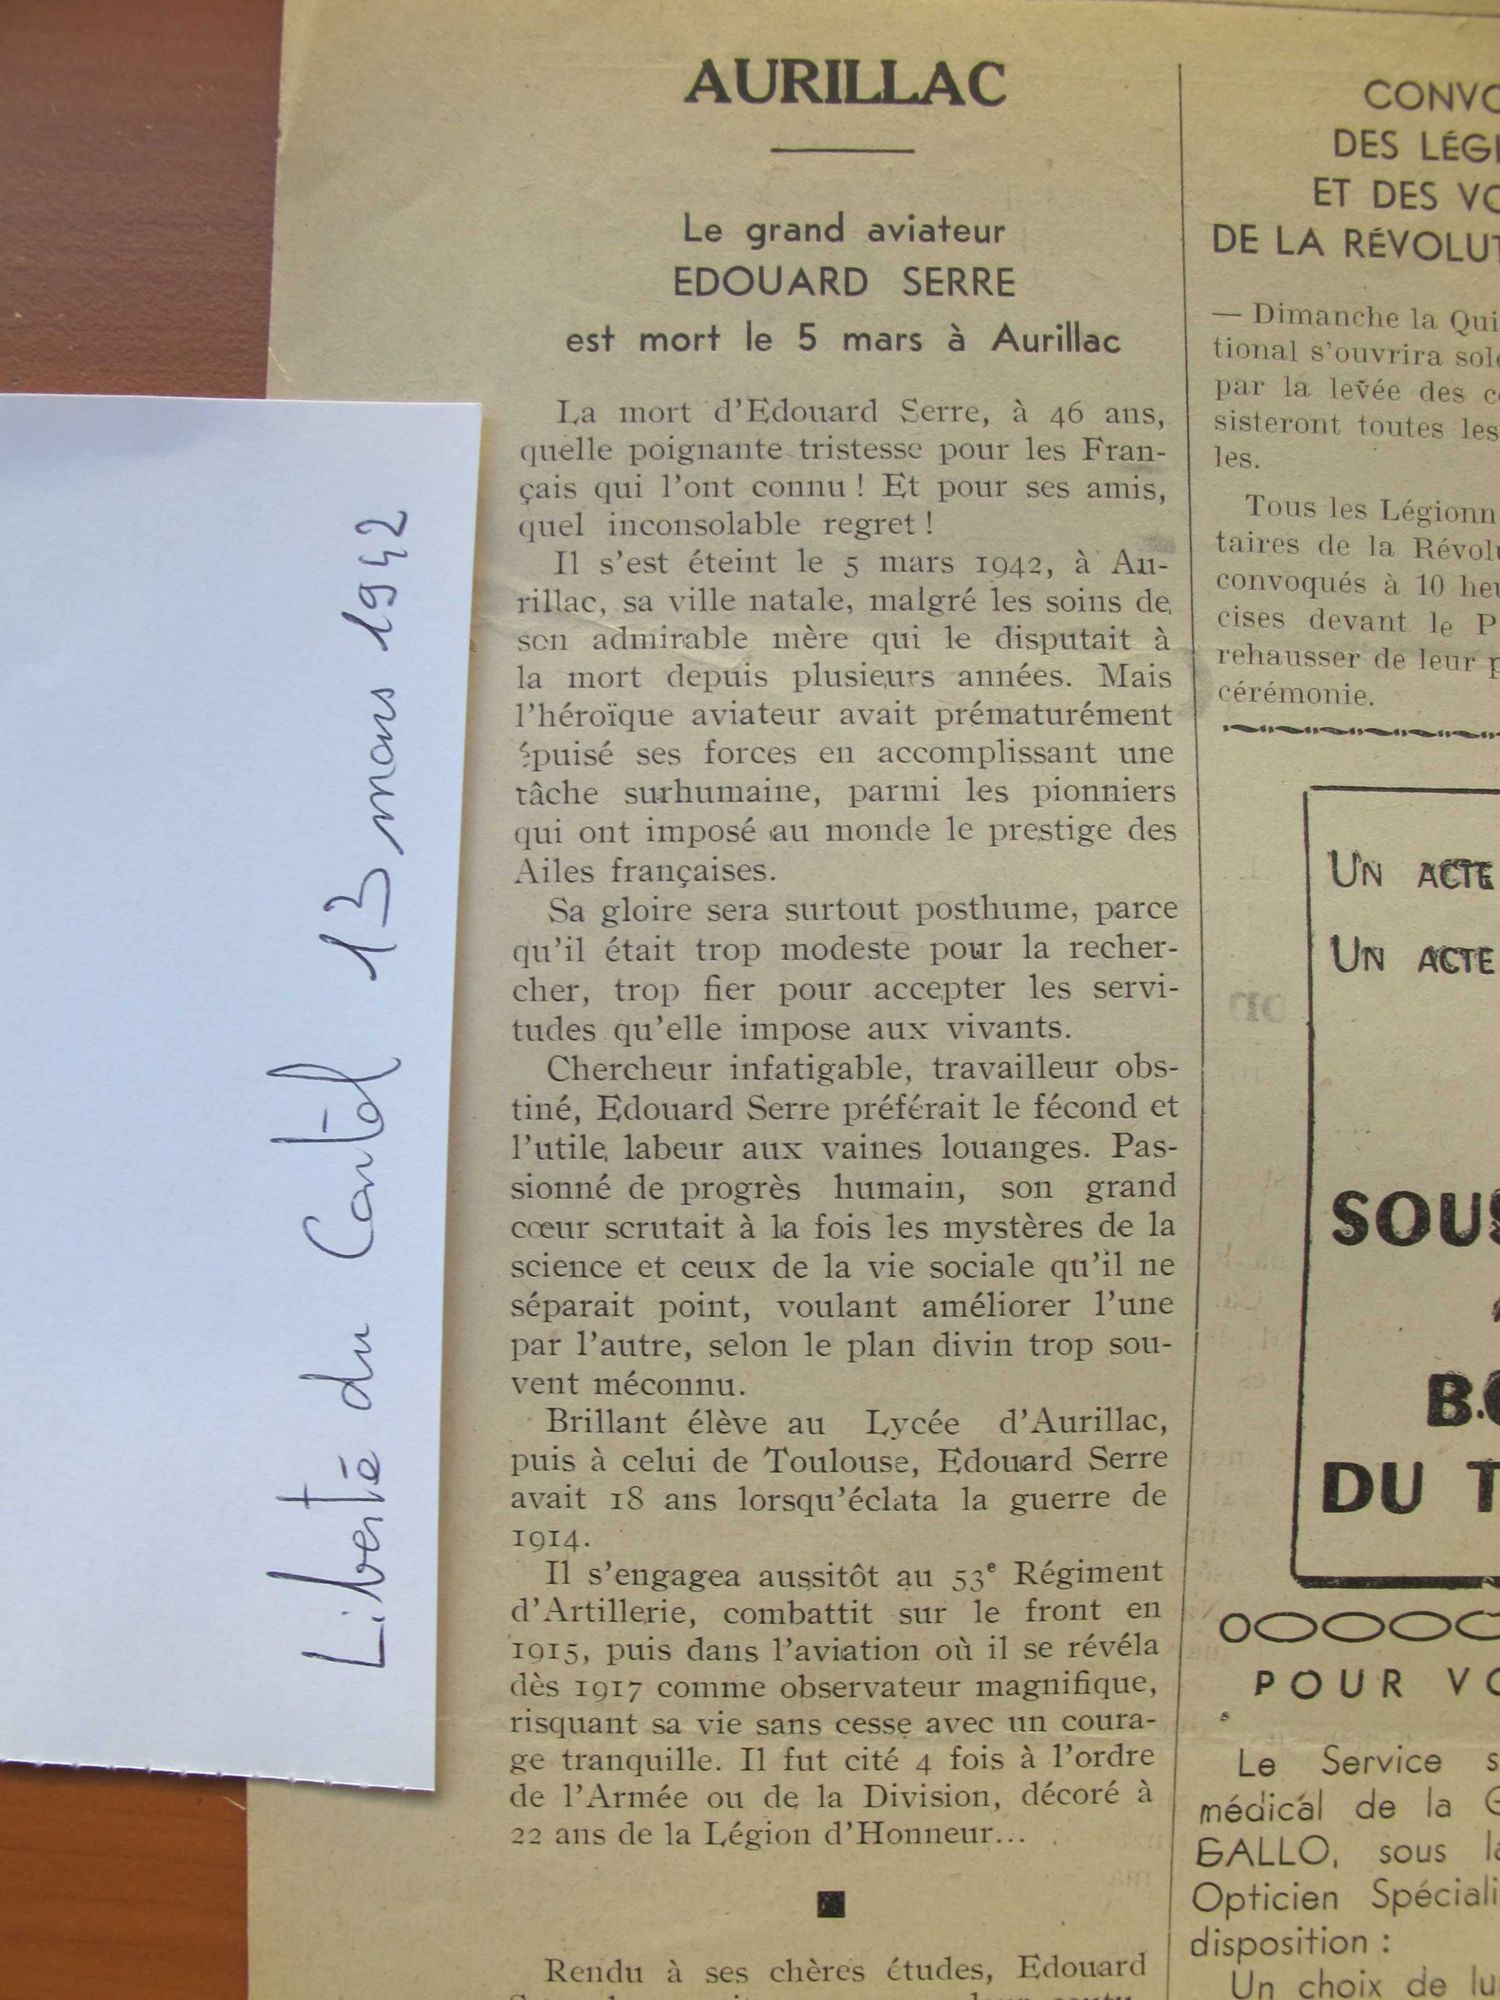 Liberté du Cantal 13 mars 1942
AURILLAC
Le grand aviateur
EDOUARD SERRE
est mort le 5 mars à Aurillac
La mort d'Edouard Serre, à 46 ans,
quelle poignante tristesse pour les Fran-
çais qui l'ont connu ! Et pour ses amis,
quel inconsolable regret !
Il s'est éteint le 5 mars 1942, à Au-
rillac, sa ville natale, malgré les soins de
son admirable mère qui le disputait à
la mort depuis plusieurs années. Mais
l'héroïque aviateur avait prématurément
épuisé ses forces en accomplissant une
tâche surhumaine, parmi les pionniers
qui ont imposé au monde le prestige des
Ailes françaises.
Sa gloire sera surtout posthume, parce
qu'il était trop modeste pour la recher-
cher, trop fier pour accepter les servi-
tudes qu'elle impose aux vivants.
Chercheur infatigable, travailleur obs-
tiné, Edouard Serre préférait le fécond et
l'utile labeur aux vaines louanges. Pas-
sionné de progrès humain, son grand
cœur scrutait à la fois les mystères de la
science et ceux de la vie sociale qu'il ne
séparait point, voulant améliorer l'une
par l'autre, selon le plan divin trop sou-
vent méconnu.
Brillant élève au Lycée d'Aurillac,
puis à celui de Toulouse, Edouard Serre
avait 18 ans lorsqu'éclata la guerre de
1914.
Il s'engagea aussitôt au 53e Régiment
d'Artillerie, combattit sur le front en
1915, puis dans l'aviation où il se révéla
dès 1917 comme observateur magnifique,
risquant sa vie sans cesse avec un coura-
ge tranquille. Il fut cité 4 fois à l'ordre
de l'Armée ou de la Division, décoré à
22 ans de la Légion d'Honneur...
Rendu à ses chères études, Edouard
CONVO
DES LÉGI
ET DES VO
DE LA RÉVOLUT
— Dimanche la Qui
tional s'ouvrira sole
par la levée des c
sisteront toutes les
les.
Tous les Légionn
taires de la Révolu
convoqués à 10 heu
cises devant le P
rehausser de leur p
cérémonie.
UN ACTE
UN ACTE
SOUS
B.O
DU T
POUR VO
Le Service s
médical de la G
GALLO, sous la
Opticien Spéciali
disposition :
Un choix de lu